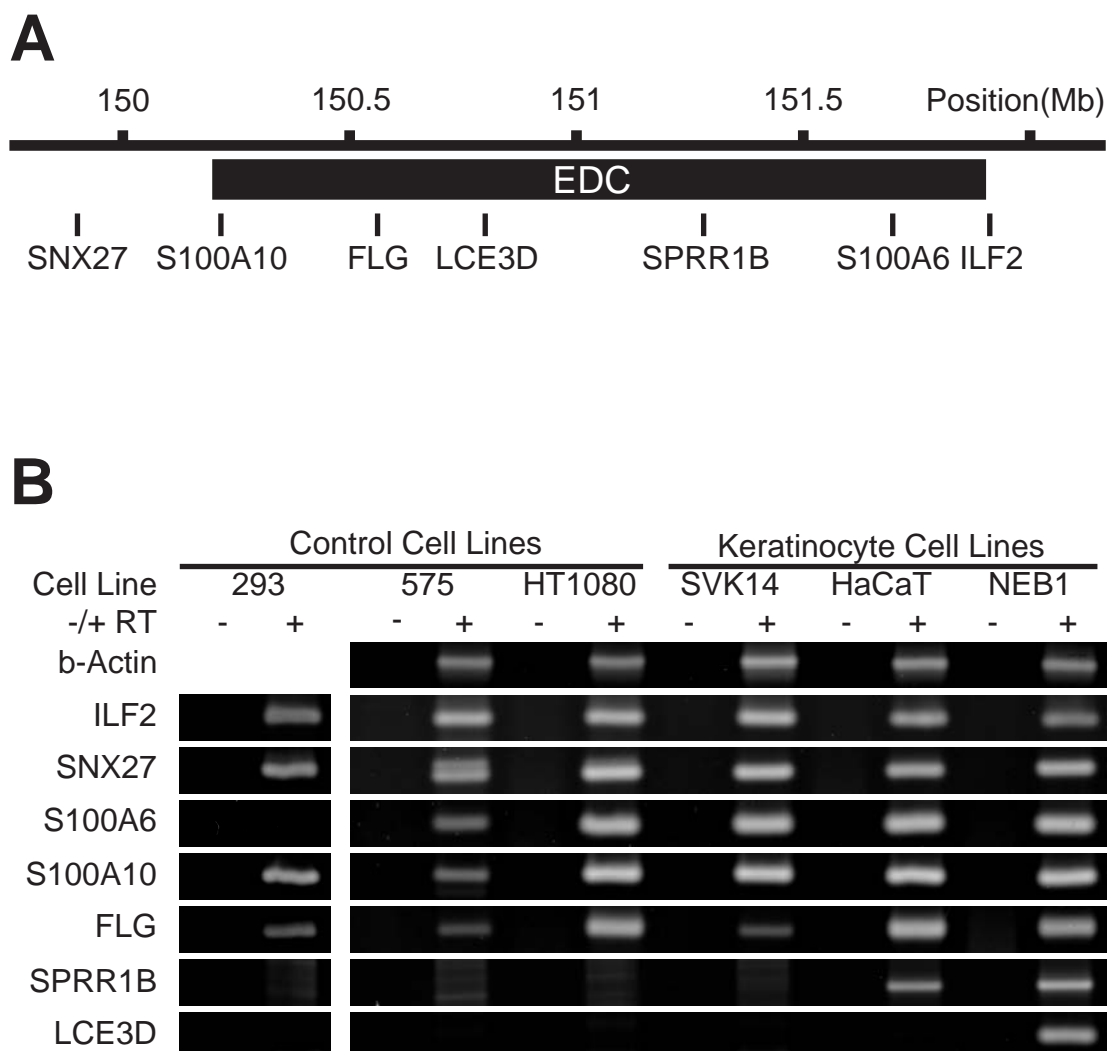 A
150 150.5 151 151.5 Position(Mb)
EDC
SNX27 S100A10 FLG LCE3D SPRR1B S100A6 ILF2
B
Control Cell Lines Keratinocyte Cell Lines
Cell Line 293 575 HT1080 SVK14 HaCaT NEB1
-/+ RT - + - + - + - + - + - +
b-Actin
ILF2
SNX27
S100A6
S100A10
FLG
SPRR1B
LCE3D